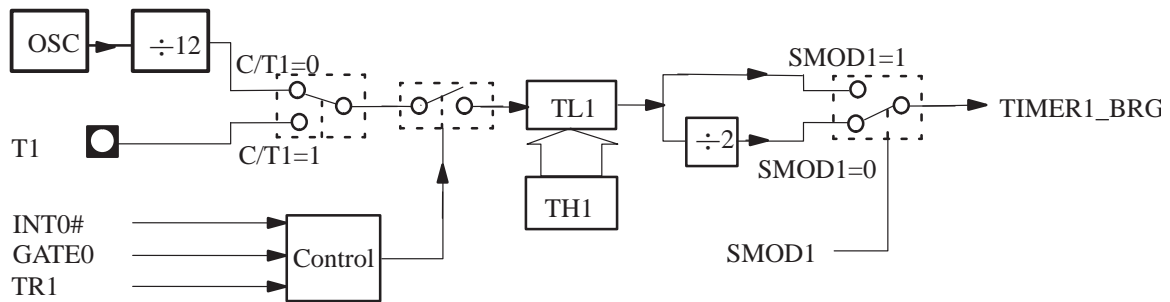 OSC
÷12
C/T1=0
T1
C/T1=1
TL1
TH1
SMOD1=1
÷2
SMOD1=0
TIMER1_BRG
INT0#
GATE0
TR1
Control
SMOD1